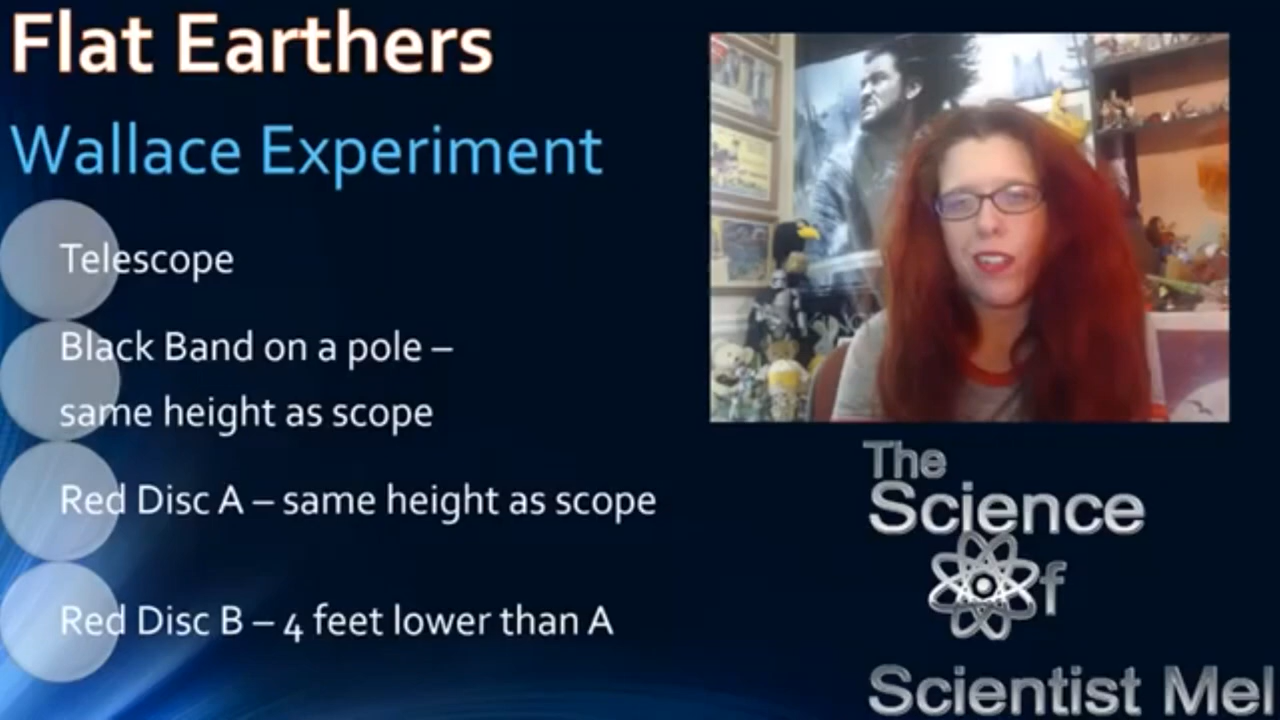 Flat Earthers
Wallace Experiment
Telescope
Black Band on a pole –
same height as scope
Red Disc A – same height as scope
Red Disc B – 4 feet lower than A
The
Science
Of
Scientist Mel